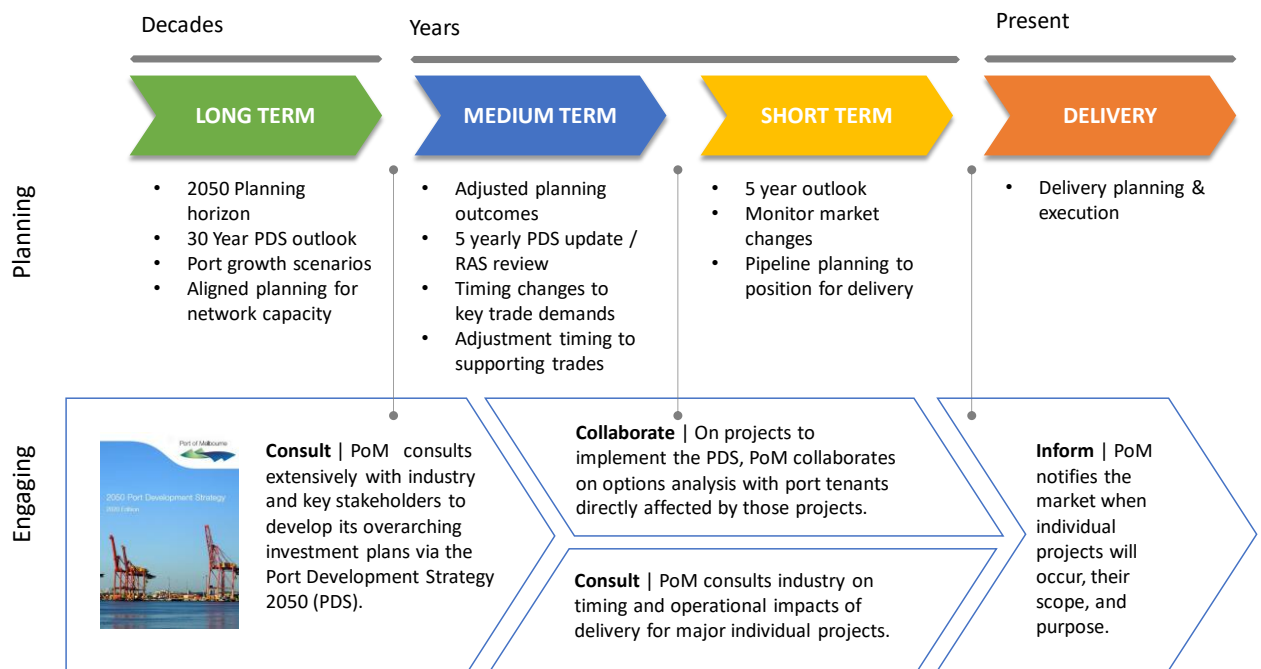 Decades
Years
Present
LONG TERM
MEDIUM TERM
SHORT TERM
DELIVERY
Planning
• 2050 Planning
horizon
• 30 Year PDS outlook
• Port growth scenarios
• Aligned planning for
network capacity
• Adjusted planning
outcomes
• 5 yearly PDS update /
RAS review
• Timing changes to
key trade demands
• Adjustment timing to
supporting trades
• 5 year outlook
• Monitor market
changes
• Pipeline planning to
position for delivery
• Delivery planning &
execution
Engaging
Port of Melbourne
2050 Port Development Strategy
2020 Edition
Consult | PoM consults
extensively with industry
and key stakeholders to
develop its overarching
investment plans via the
Port Development Strategy
2050 (PDS).
Collaborate | On projects to
implement the PDS, PoM collaborates
on options analysis with port tenants
directly affected by those projects.
Consult | PoM consults industry on
timing and operational impacts of
delivery for major individual projects.
Inform | PoM
notifies the
market when
individual
projects will
occur, their
scope, and
purpose.